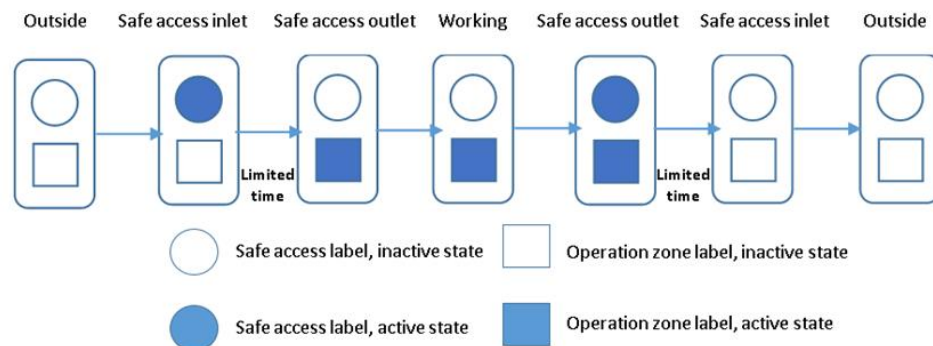 Outside Safe access inlet Safe access outlet Working Safe access outlet Safe access inlet Outside
Limited
time
Limited
time
Safe access label, inactive state
Operation zone label, inactive state
Safe access label, active state
Operation zone label, active state